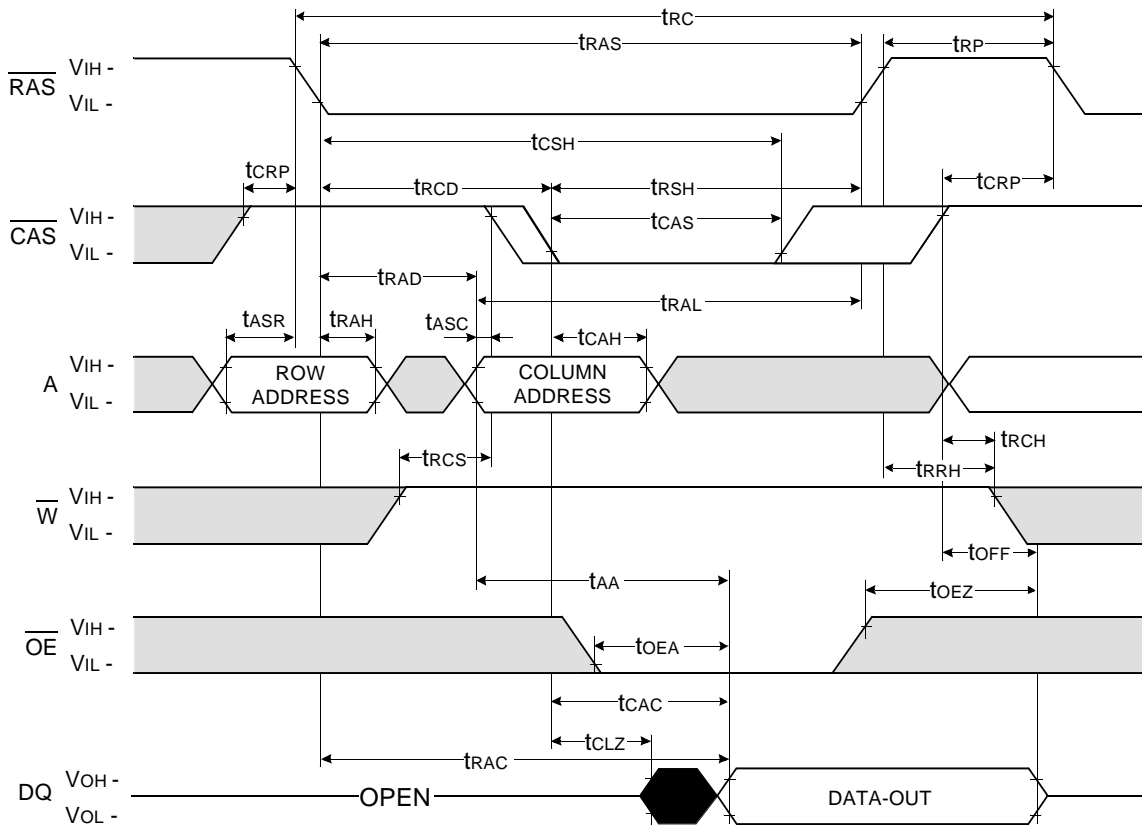 tRC
tRAS
tRP
RAS
VIH -
VIL -
tCSH
tCRP
tRCD
tRSH
tCRP
CAS
VIH -
VIL -
tCAS
tRAD
tRAL
tASR
tRAH
tASC
tCAH
A
VIH -
VIL -
ROW
ADDRESS
COLUMN
ADDRESS
tRCH
tRCS
tRRH
W
VIH -
VIL -
tOFF
tAA
tOEZ
OE
VIH -
VIL -
tOEA
tCAC
tCLZ
tRAC
DQ
VOH -
VOL -
OPEN
DATA-OUT